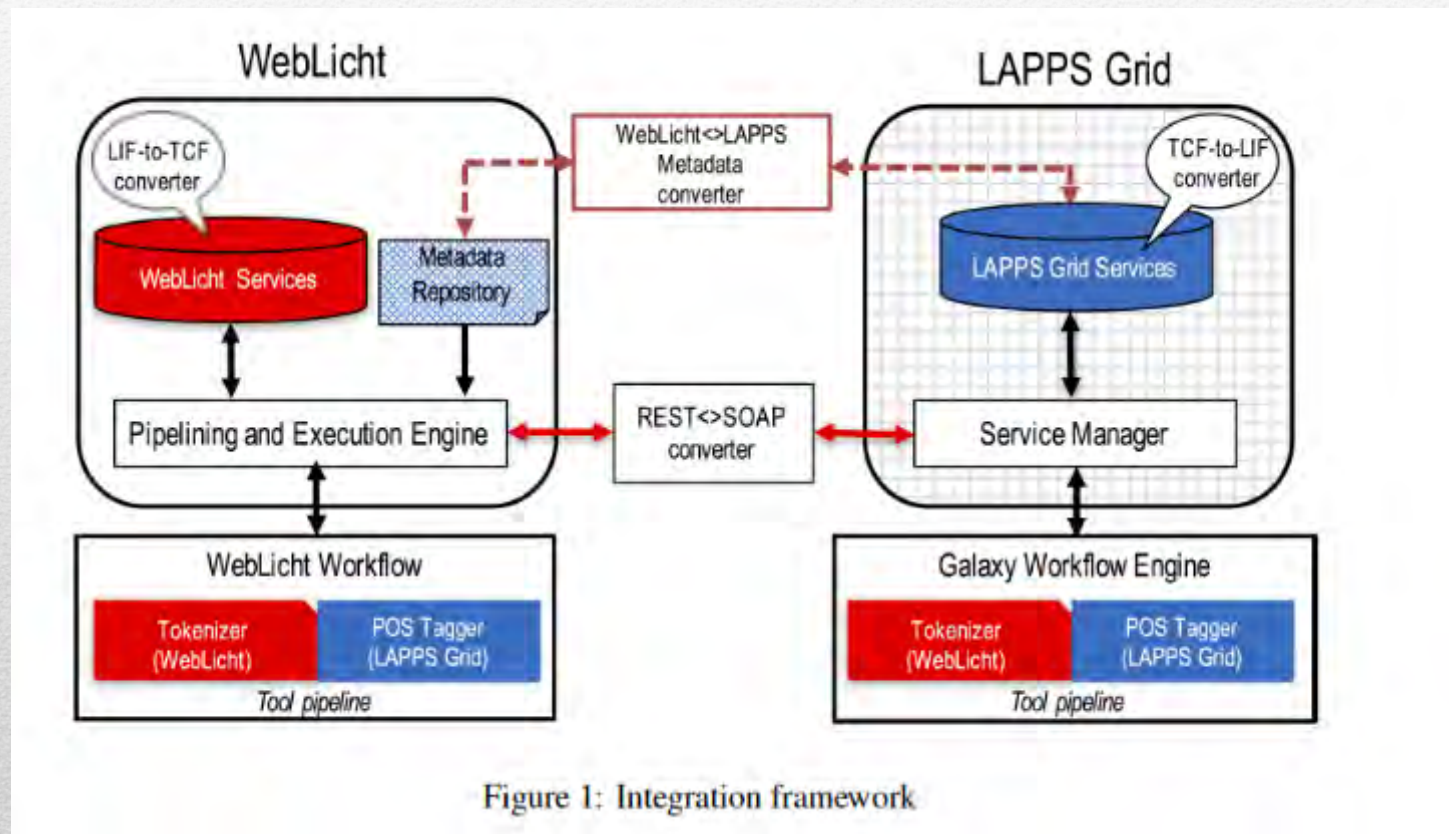 WebLicht
LAPPS Grid
LIF-to-TCF
converter
WebLicht<>LAPPS
Metadata
converter
TCF-to-LIF
converter
WebLicht Services
Metadata
Repository
LAPPS Grid Services
Pipelining and Execution Engine
REST<>SOAP
converter
Service Manager
WebLicht Workflow
Tokenizer
(WebLicht)
POS Tagger
(LAPPS Grid)
Tool pipeline
Galaxy Workflow Engine
Tokenizer
(WebLicht)
POS Tagger
(LAPPS Grid)
Tool pipeline
Figure 1: Integration framework